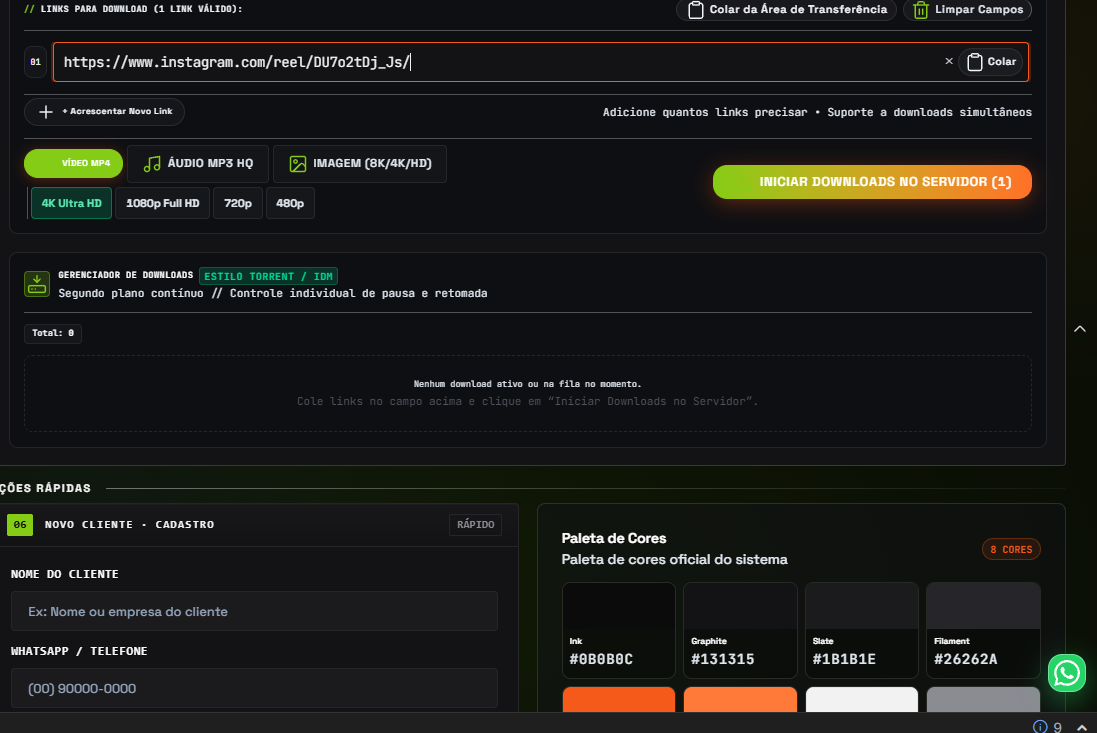 // LINKS PARA DOWNLOAD (1 LINK VÁLIDO):
Colar da Área de Transferência
Limpar Campos
01
https://www.instagram.com/reel/DU7o2tDj_Js/
× Colar
+ Acrescentar Novo Link
Adicione quantos links precisar • Suporte a downloads simultâneos
VÍDEO MP4
ÁUDIO MP3 HQ
IMAGEM (8K/4K/HD)
INICIAR DOWNLOADS NO SERVIDOR (1)
4K Ultra HD
1080p Full HD
720p
480p
GERENCIADOR DE DOWNLOADS
ESTILO TORRENT / IDM
Segundo plano contínuo // Controle individual de pausa e retomada
Total: 0
Nenhum download ativo ou na fila no momento.
Cole links no campo acima e clique em “Iniciar Downloads no Servidor”.
ÇÕES RÁPIDAS
06
NOVO CLIENTE · CADASTRO
RÁPIDO
NOME DO CLIENTE
Ex: Nome ou empresa do cliente
WHATSAPP / TELEFONE
(00) 90000-0000
Paleta de Cores
Paleta de cores oficial do sistema
8 CORES
Ink
#0B0B0C
Graphite
#131315
Slate
#1B1B1E
Filament
#26262A
9